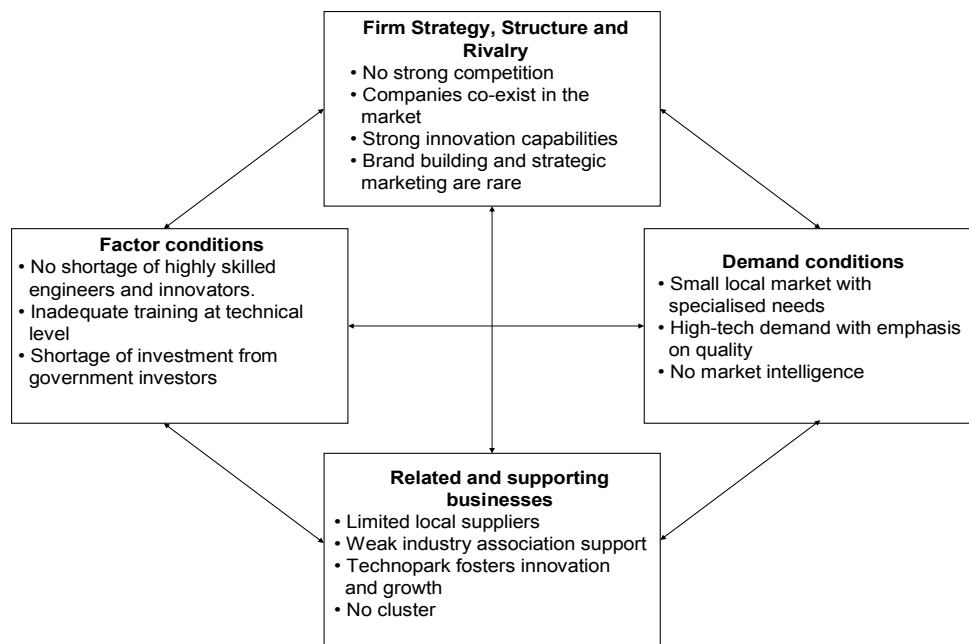 Firm Strategy, Structure and
Rivalry
• No strong competition
• Companies co-exist in the
market
• Strong innovation capabilities
• Brand building and strategic
marketing are rare
Factor conditions
• No shortage of highly skilled
engineers and innovators.
• Inadequate training at technical
level
• Shortage of investment from
government investors
Demand conditions
• Small local market with
specialised needs
• High-tech demand with emphasis
on quality
• No market intelligence
Related and supporting
businesses
• Limited local suppliers
• Weak industry association support
• Technopark fosters innovation
and growth
• No cluster